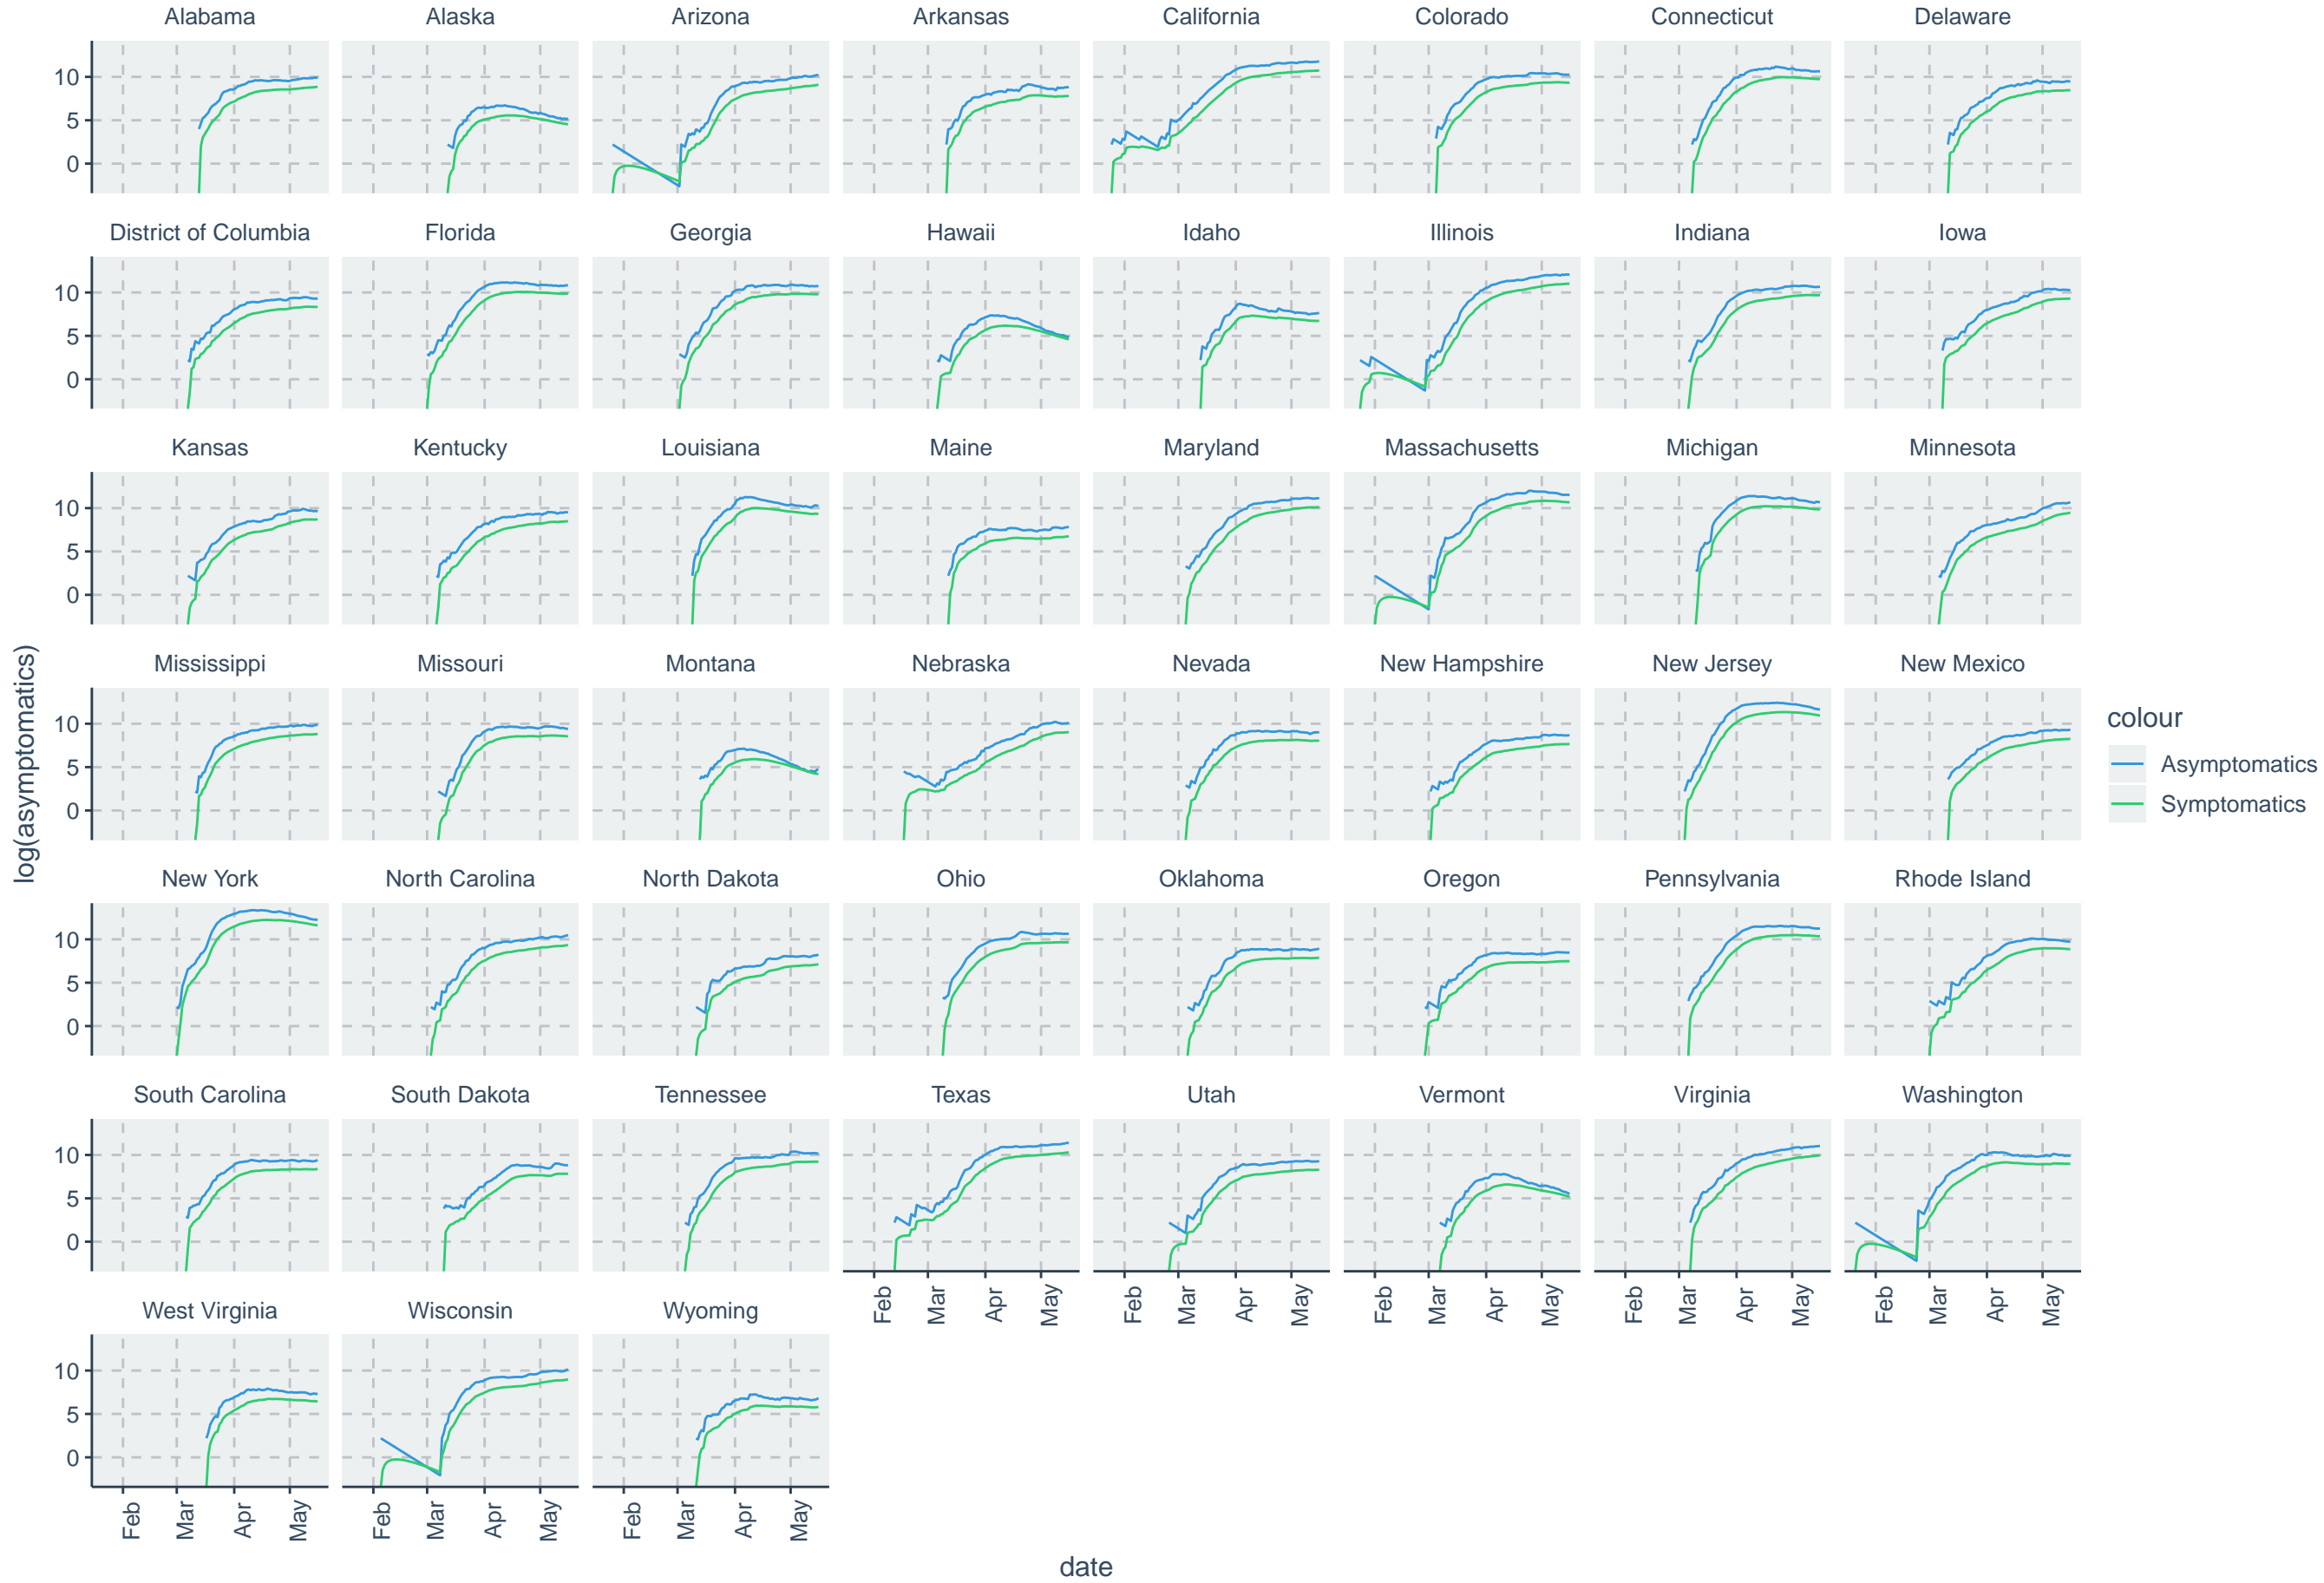 Alabama Alaska Arizona Arkansas California Colorado Connecticut Delaware
10
5
0
District of Columbia Florida Georgia Hawaii Idaho Illinois Indiana Iowa
10
5
0
Kansas Kentucky Louisiana Maine Maryland Massachusetts Michigan Minnesota
10
5
0
Mississippi Missouri Montana Nebraska Nevada New Hampshire New Jersey New Mexico
10
5
0
New York North Carolina North Dakota Ohio Oklahoma Oregon Pennsylvania Rhode Island
10
5
0
South Carolina South Dakota Tennessee Texas Utah Vermont Virginia Washington
10
5
0
Feb Mar Apr May Feb Mar Apr May Feb Mar Apr May Feb Mar Apr May Feb Mar Apr May
West Virginia Wisconsin Wyoming
10
5
0
Feb Mar Apr May Feb Mar Apr May Feb Mar Apr May
date
log(asymptomatics)
colour
Asymptomatics
Symptomatics